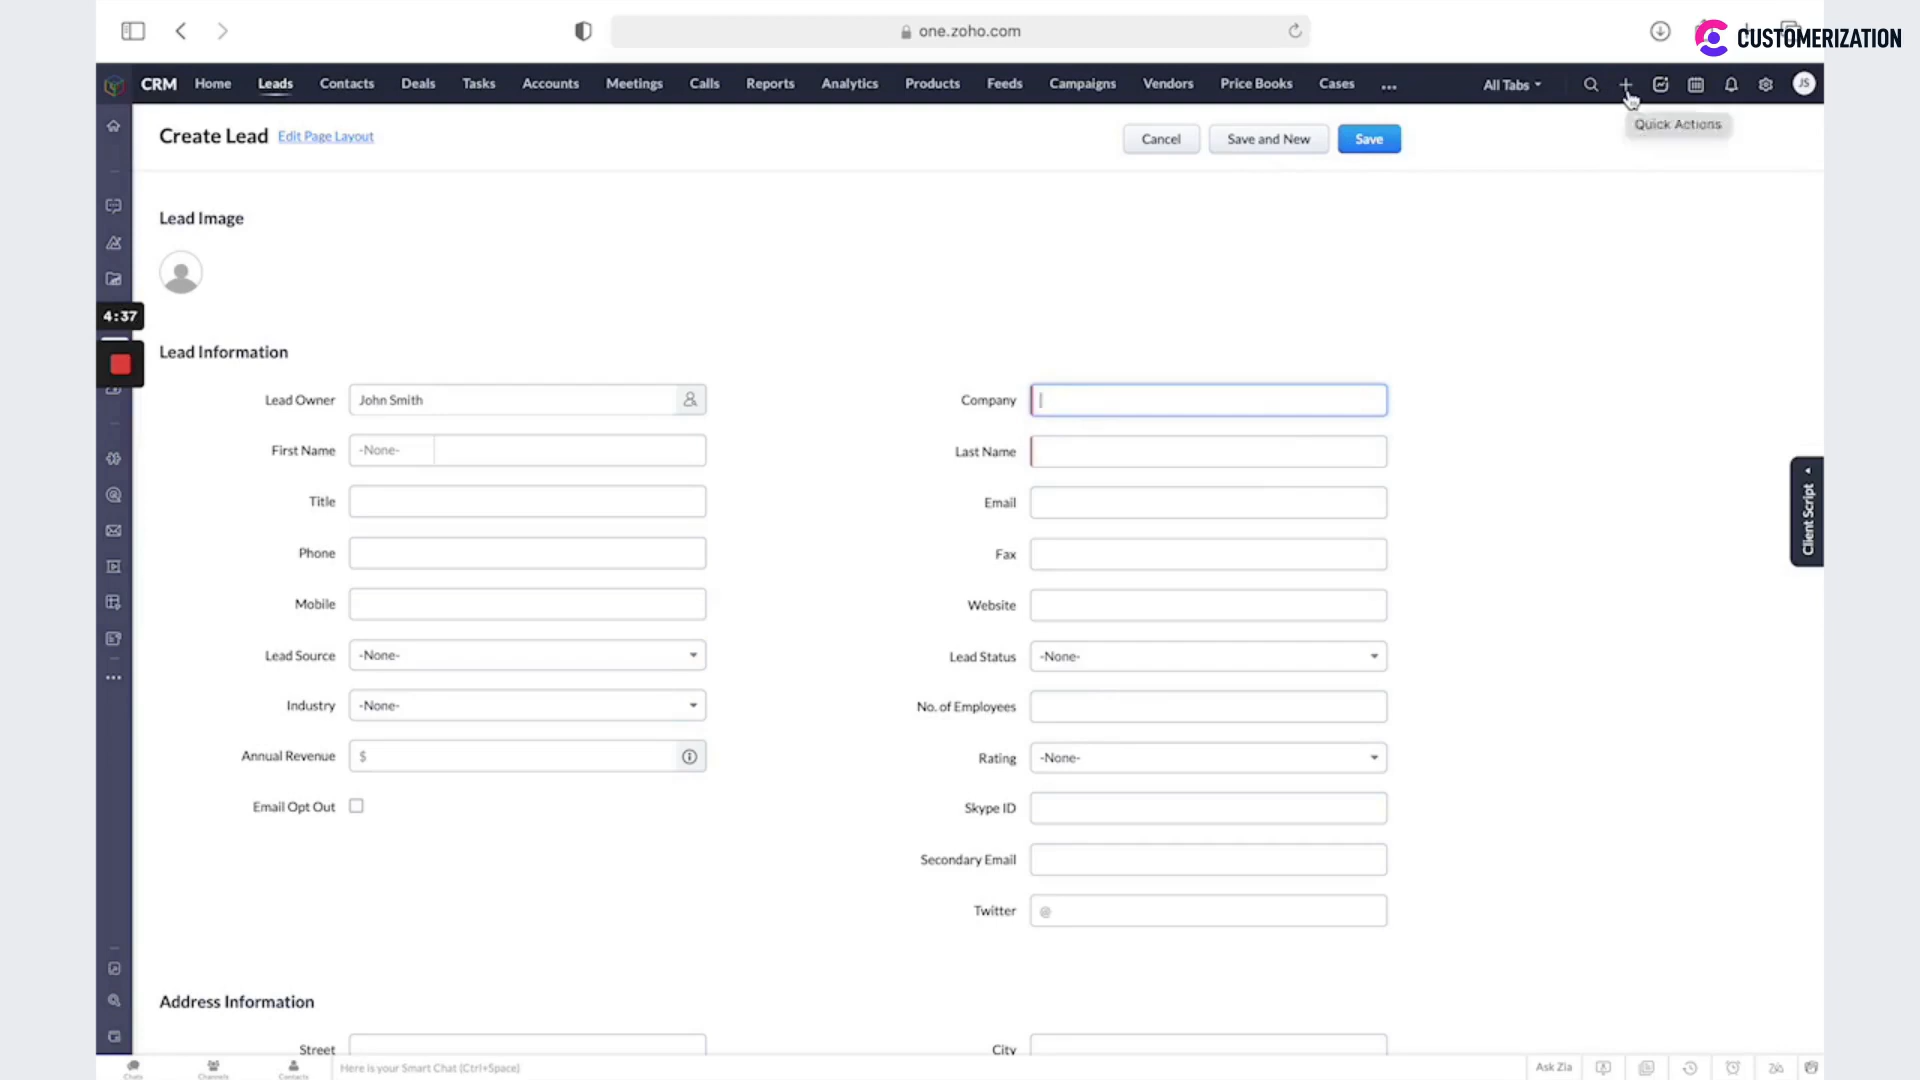 one.zoho.com
CUSTOMERIZATION
CRM Home Leads Contacts Deals Tasks Accounts Meetings Calls Reports Analytics Products Feeds Campaigns Vendors Price Books Cases ... All Tabs JS
Quick Actions
Create Lead Edit Page Layout Cancel Save and New Save
Lead Image
4:37
Lead Information
Lead Owner John Smith Company
First Name -None- Last Name
Title Email
Phone Fax
Mobile Website
Lead Source -None- Lead Status -None-
Industry -None- No. of Employees
Annual Revenue $ Rating -None-
Email Opt Out Skype ID
Secondary Email
Twitter @
Client Script
Address Information
Street City
Chats Channels Contacts Here is your Smart Chat (Ctrl+Space) Ask Zia